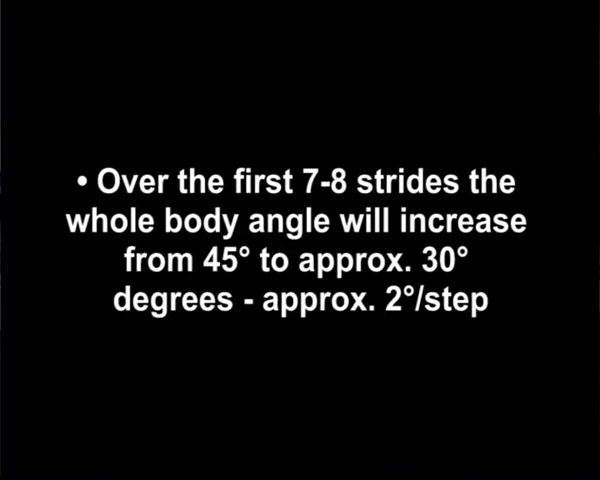 • Over the first 7-8 strides the
whole body angle will increase
from 45° to approx. 30°
degrees - approx. 2°/step